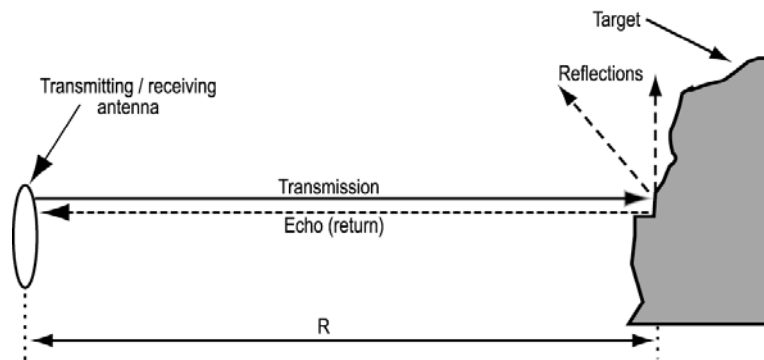 Target
Reflections
Transmitting / receiving
antenna
Transmission
Echo (return)
R